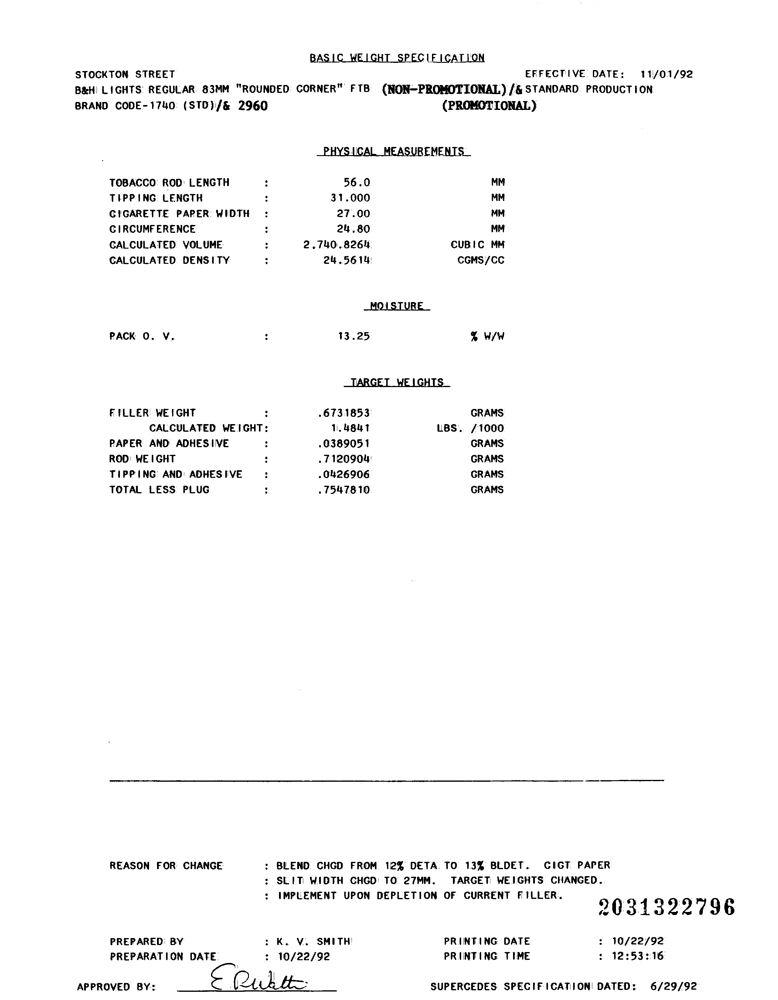 BASIC WEIGHT SPECIFICATION
STOCKTON STREET EFFECTIVE DATE: 11/01/92
B&H LIGHTS REGULAR 83MM "ROUNDED CORNER" FTB (NON-PROMOTIONAL)/& STANDARD PRODUCTION
BRAND CODE-1740 (STD)/& 2960 (PROMOTIONAL)
PHYSICAL MEASUREMENTS
TOBACCO ROD LENGTH : 56.0 MM
TIPPING LENGTH : 31.000 MM
CIGARETTE PAPER WIDTH : 27.00 MM
CIRCUMFERENCE : 24.80 MM
CALCULATED VOLUME : 2,740.8264 CUBIC MM
CALCULATED DENSITY : 24.5614 CGMS/CC
MOISTURE
PACK O. V. : 13.25 % W/W
TARGET WEIGHTS
FILLER WEIGHT : .6731853 GRAMS
CALCULATED WEIGHT: 1.4841 LBS. /1000
PAPER AND ADHESIVE : .0389051 GRAMS
ROD WEIGHT : .7120904 GRAMS
TIPPING AND ADHESIVE : .0426906 GRAMS
TOTAL LESS PLUG : .7547810 GRAMS
REASON FOR CHANGE : BLEND CHGD FROM 12% DETA TO 13% BLDET. CIGT PAPER
: SLIT WIDTH CHGD TO 27MM. TARGET WEIGHTS CHANGED.
: IMPLEMENT UPON DEPLETION OF CURRENT FILLER.
2031322796
PREPARED BY : K. V. SMITH PRINTING DATE : 10/22/92
PREPARATION DATE : 10/22/92 PRINTING TIME : 12:53:16
APPROVED BY: SUPERCEDES SPECIFICATION DATED: 6/29/92